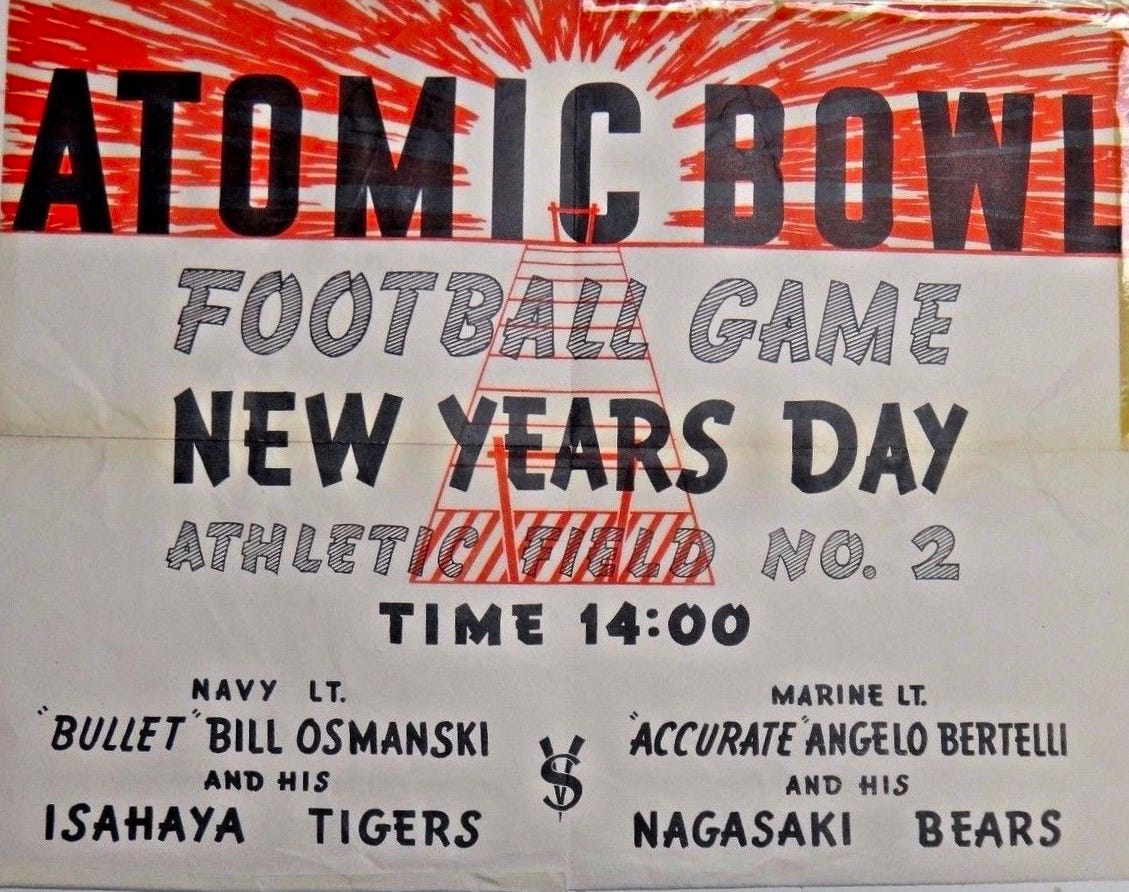 ATOMIC BOWL
FOOTBALL GAME
NEW YEARS DAY
ATHLETIC FIELD NO. 2
TIME 14:00
NAVY LT.
"BULLET" BILL OSMANSKI
AND HIS
ISAHAYA TIGERS
VS
MARINE LT.
"ACCURATE" ANGELO BERTELLI
AND HIS
NAGASAKI BEARS